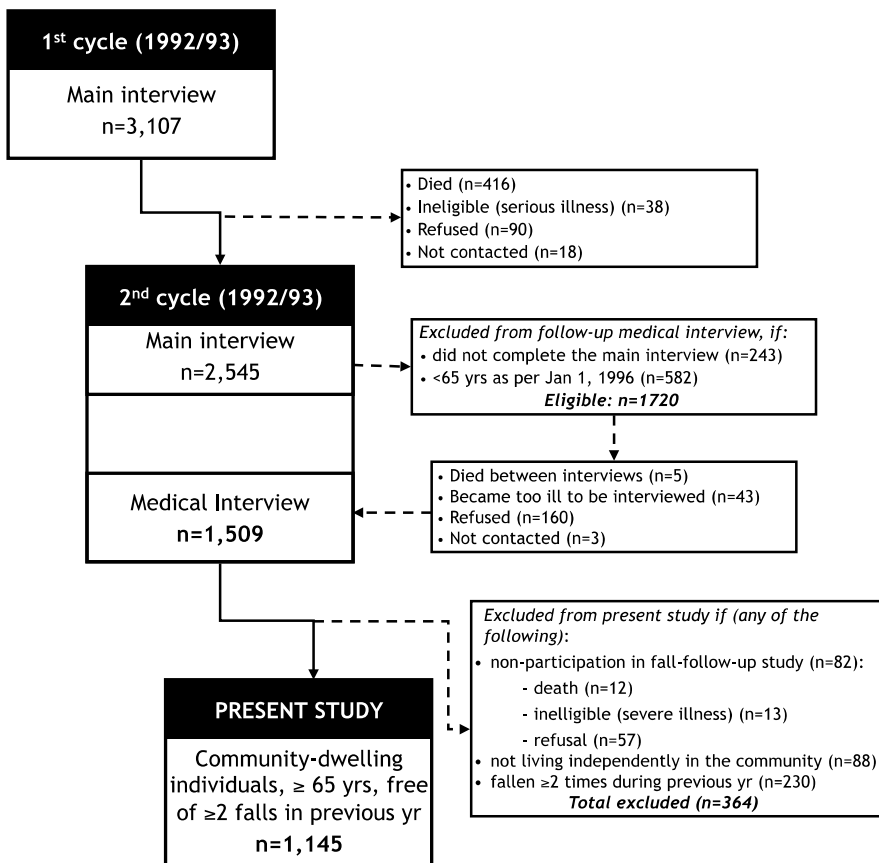 1st cycle (1992/93)
Main interview
n=3,107
• Died (n=416)
• Ineligible (serious illness) (n=38)
• Refused (n=90)
• Not contacted (n=18)
2nd cycle (1992/93)
Main interview
n=2,545
Excluded from follow-up medical interview, if:
• did not complete the main interview (n=243)
• <65 yrs as per Jan 1, 1996 (n=582)
Eligible: n=1720
• Died between interviews (n=5)
• Became too ill to be interviewed (n=43)
• Refused (n=160)
• Not contacted (n=3)
Medical Interview
n=1,509
Excluded from present study if (any of the
following):
• non-participation in fall-follow-up study (n=82):
- death (n=12)
- inelligible (severe illness) (n=13)
- refusal (n=57)
• not living independently in the community (n=88)
• fallen ≥2 times during previous yr (n=230)
Total excluded (n=364)
PRESENT STUDY
Community-dwelling
individuals, ≥ 65 yrs, free
of ≥2 falls in previous yr
n=1,145